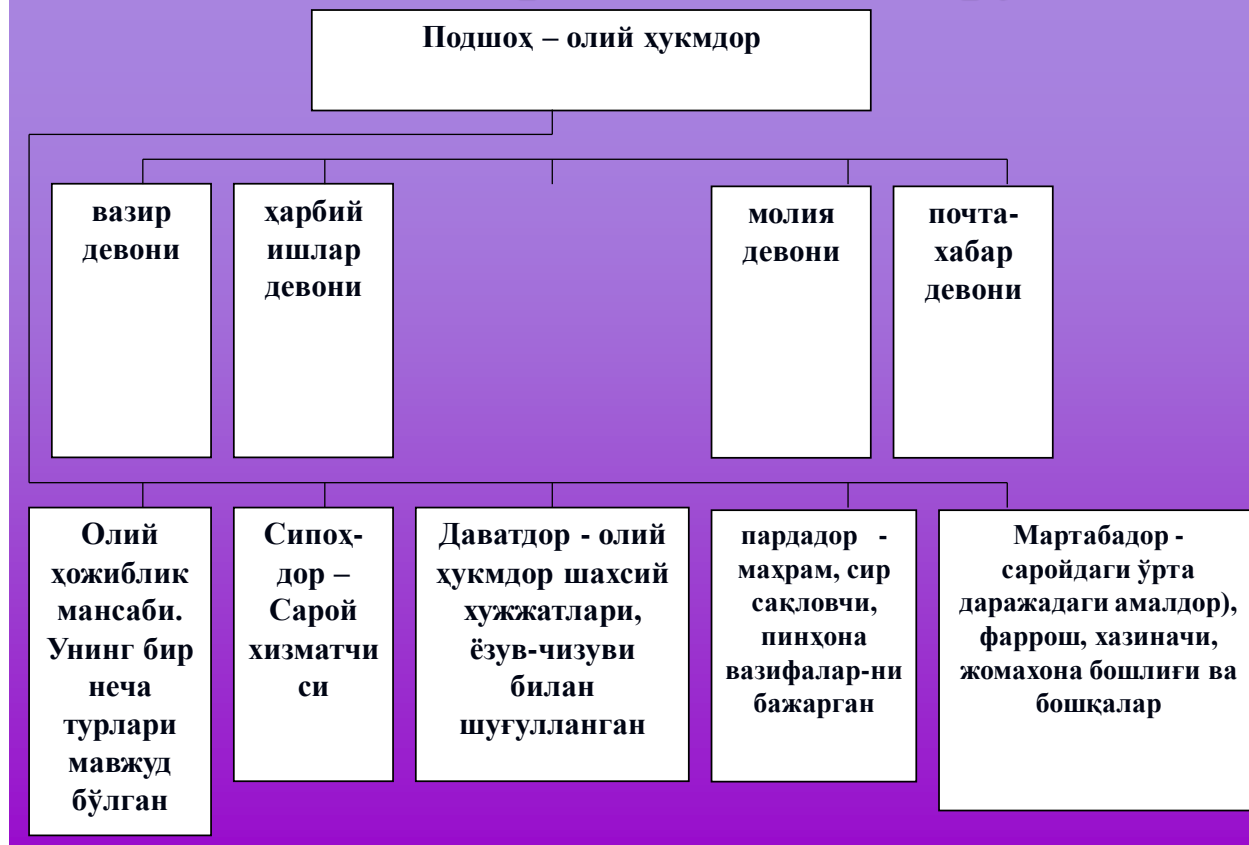 Подшоҳ – олий ҳукмдор
вазир
девони
ҳарбий
ишлар
девони
молия
девони
почта-
хабар
девони
Олий
ҳожиблик
мансаби.
Унинг бир
неча
турлари
мавжуд
бўлган
Сипоҳ-
дор –
Сарой
хизматчи
си
Даватдор - олий
ҳукмдор шахсий
хужжатлари,
ёзув-чизуви
билан
шуғулланган
пардадор -
маҳрам, сир
сақловчи,
пинҳона
вазифалар-ни
бажарган
Мартабадор -
саройдаги ўрта
даражадаги амалдор),
фаррош, хазиначи,
жомахона бошлиғи ва
бошқалар